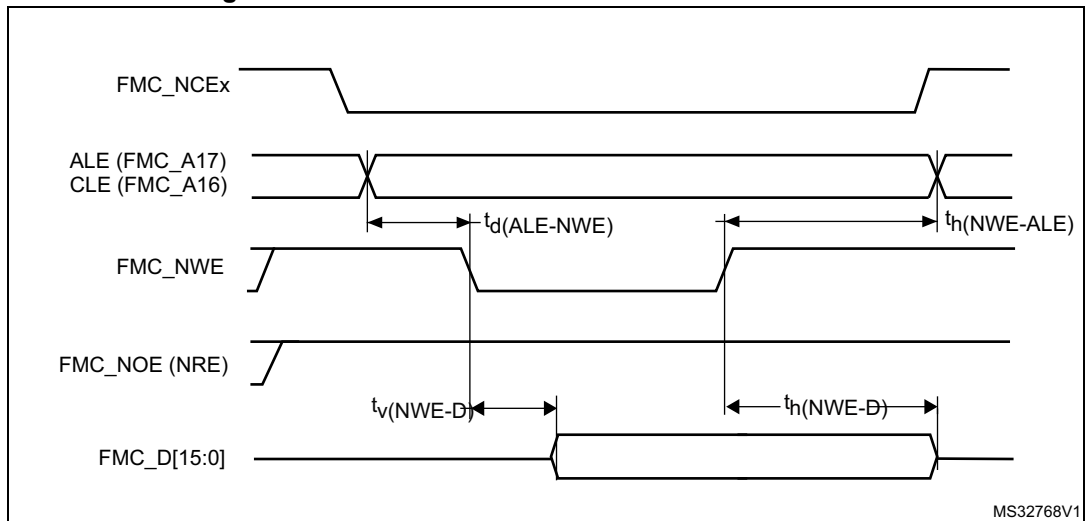 FMC_NCEx
ALE (FMC_A17)
CLE (FMC_A16)
td(ALE-NWE)
th(NWE-ALE)
FMC_NWE
FMC_NOE (NRE)
tv(NWE-D)
th(NWE-D)
FMC_D[15:0]
MS32768V1